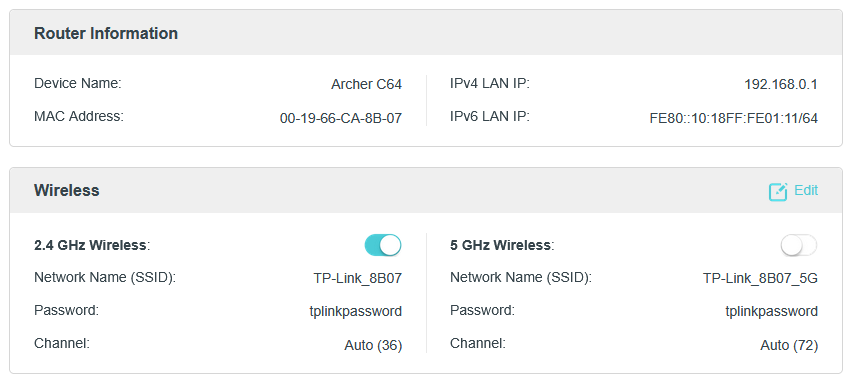 Router Information
Device Name: Archer C64 IPv4 LAN IP: 192.168.0.1
MAC Address: 00-19-66-CA-8B-07 IPv6 LAN IP: FE80::10:18FF:FE01:11/64
Wireless Edit
2.4 GHz Wireless: 5 GHz Wireless:
Network Name (SSID): TP-Link_8B07 Network Name (SSID): TP-Link_8B07_5G
Password: tplinkpassword Password: tplinkpassword
Channel: Auto (36) Channel: Auto (72)